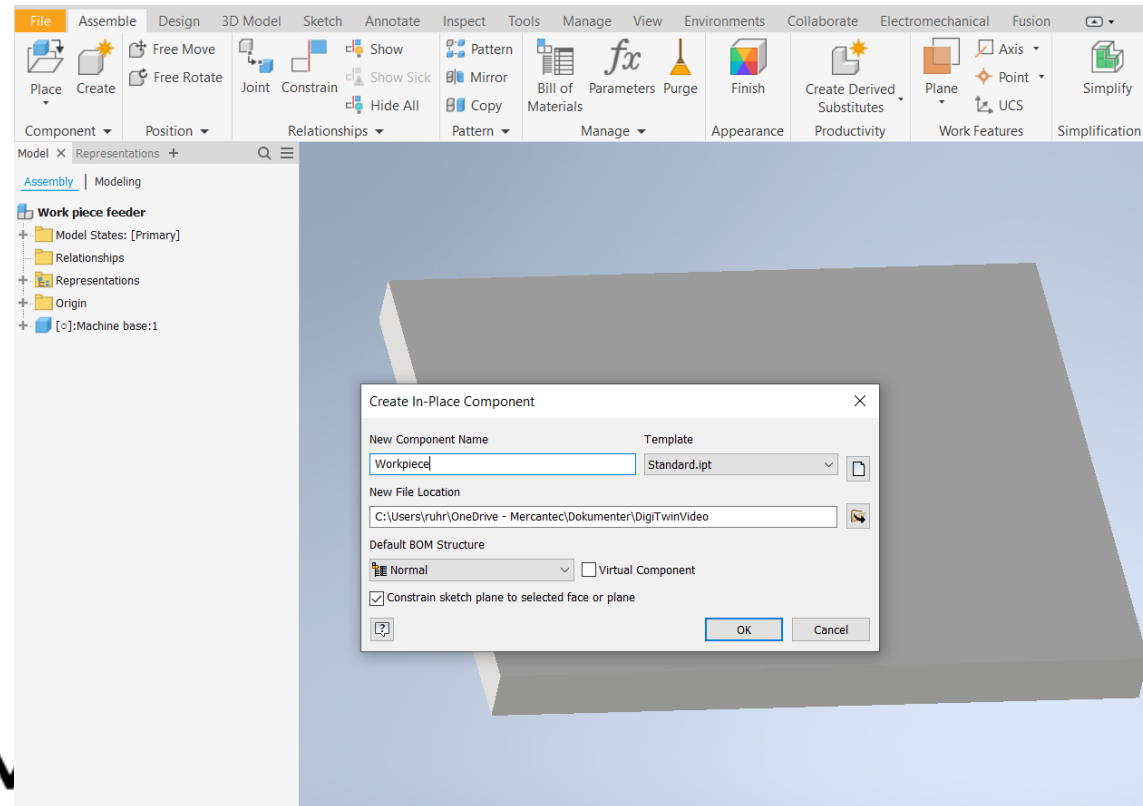 File Assemble Design 3D Model Sketch Annotate Inspect Tools Manage View Environments Collaborate Electromechanical Fusion
Place
Create
Component
Free Move
Free Rotate
Position
Joint
Constrain
Show
Show Sick
Hide All
Relationships
Pattern
Mirror
Copy
Pattern
Bill of
Materials
fx
Parameters
Purge
Manage
Finish
Appearance
Create Derived
Substitutes
Productivity
Plane
Axis
Point
UCS
Work Features
Simplify
Simplification
Model × Representations +
Assembly | Modeling
Work piece feeder
Model States: [Primary]
Relationships
Representations
Origin
[○]:Machine base:1
Create In-Place Component
New Component Name
Template
Workpiece
Standard.ipt
New File Location
C:\Users\ruhr\OneDrive - Mercantec\Dokumenter\DigiTwinVideo
Default BOM Structure
Normal
Virtual Component
Constrain sketch plane to selected face or plane
?
OK
Cancel